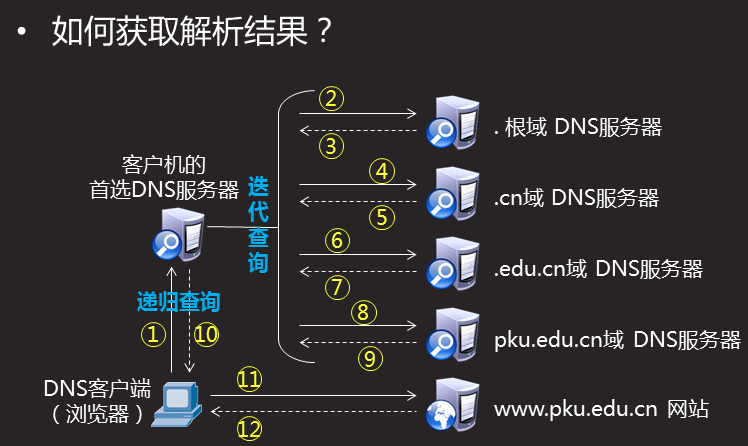 • 如何获取解析结果？
②
③
. 根域 DNS服务器
客户机的
首选DNS服务器
迭代查询
④
⑤
.cn域 DNS服务器
⑥
⑦
.edu.cn域 DNS服务器
递归查询
①
⑩
⑧
⑨
pku.edu.cn域 DNS服务器
DNS客户端
（浏览器）
⑪
⑫
www.pku.edu.cn 网站